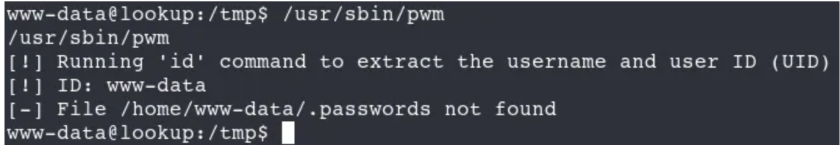 www-data@lookup:/tmp$ /usr/sbin/pwm
/usr/sbin/pwm
[!] Running 'id' command to extract the username and user ID (UID)
[!] ID: www-data
[-] File /home/www-data/.passwords not found
www-data@lookup:/tmp$